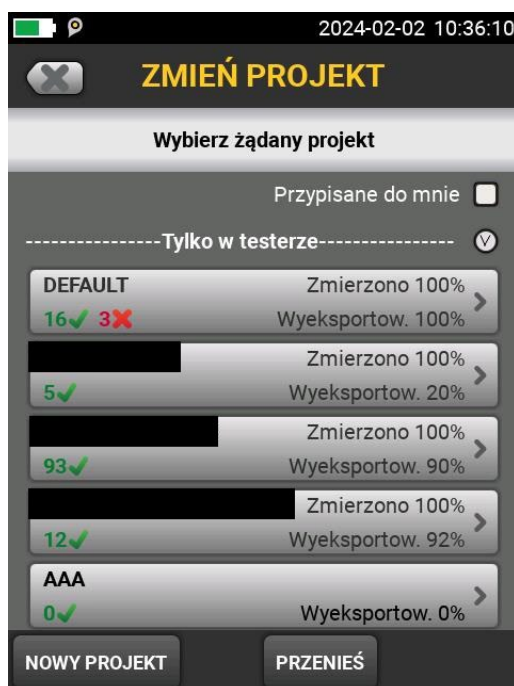 2024-02-02 10:36:10
ZMIEŃ PROJEKT
Wybierz żądany projekt
Przypisane do mnie
----------------Tylko w testerze----------------
DEFAULT Zmierzono 100%
16 3 Wyeksportow. 100%
Zmierzono 100%
5 Wyeksportow. 20%
Zmierzono 100%
93 Wyeksportow. 90%
Zmierzono 100%
12 Wyeksportow. 92%
AAA
0 Wyeksportow. 0%
NOWY PROJEKT PRZENIEŚ